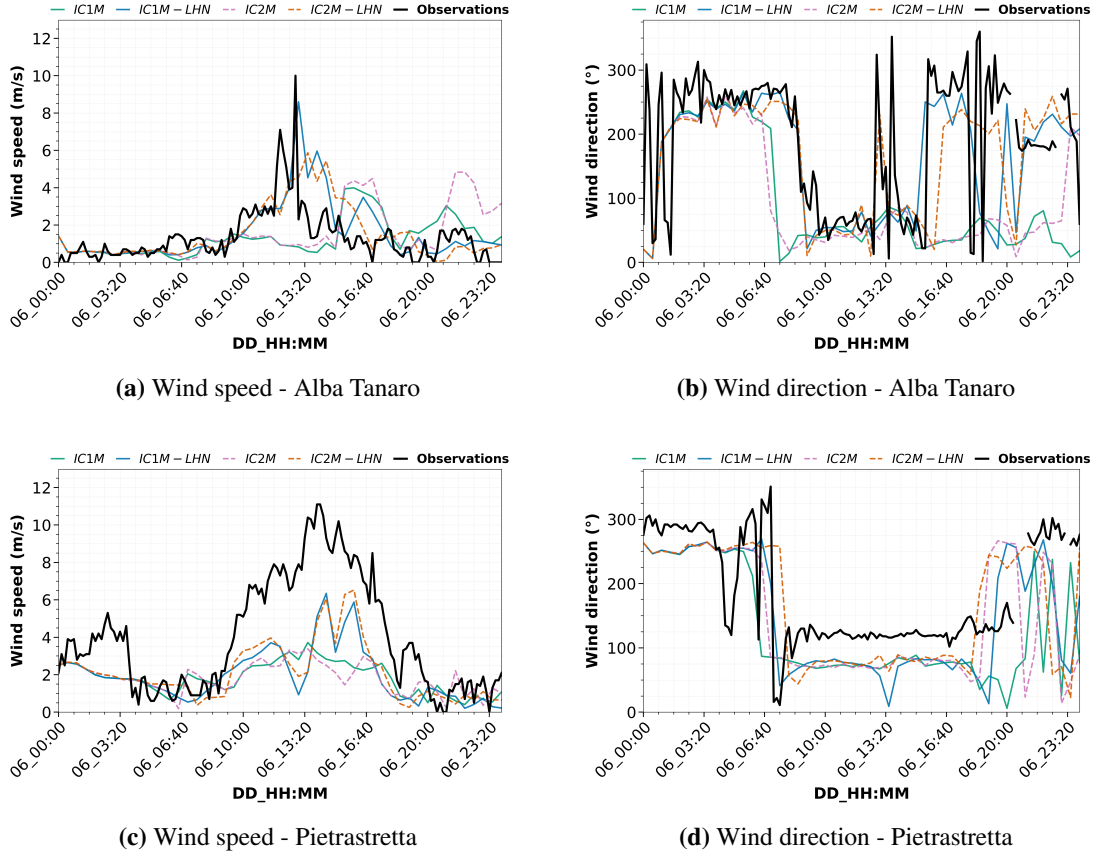 IC1M IC1M − LHN IC2M IC2M − LHN Observations
Wind speed (m/s)
12
10
8
6
4
2
0
06_00:00 06_03:20 06_06:40 06_10:00 06_13:20 06_16:40 06_20:00 06_23:20
DD_HH:MM
(a) Wind speed - Alba Tanaro
IC1M IC1M − LHN IC2M IC2M − LHN Observations
Wind direction (°)
300
200
100
0
06_00:00 06_03:20 06_06:40 06_10:00 06_13:20 06_16:40 06_20:00 06_23:20
DD_HH:MM
(b) Wind direction - Alba Tanaro
IC1M IC1M − LHN IC2M IC2M − LHN Observations
Wind speed (m/s)
12
10
8
6
4
2
0
06_00:00 06_03:20 06_06:40 06_10:00 06_13:20 06_16:40 06_20:00 06_23:20
DD_HH:MM
(c) Wind speed - Pietrastretta
IC1M IC1M − LHN IC2M IC2M − LHN Observations
Wind direction (°)
300
200
100
0
06_00:00 06_03:20 06_06:40 06_10:00 06_13:20 06_16:40 06_20:00 06_23:20
DD_HH:MM
(d) Wind direction - Pietrastretta